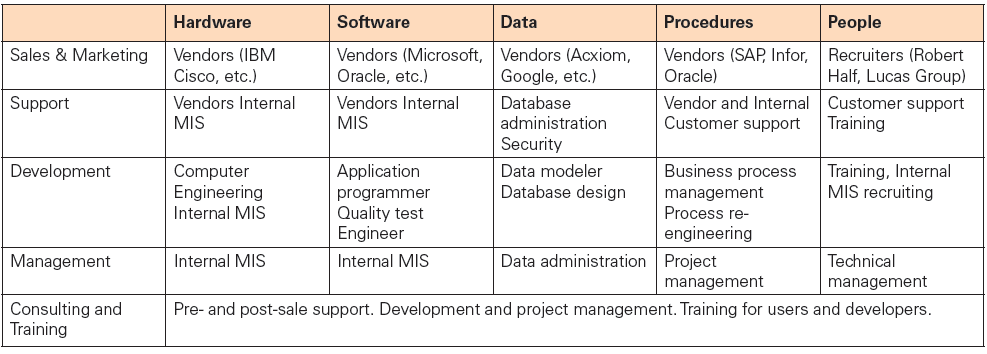 Hardware Software Data Procedures People
Sales & Marketing Vendors (IBM Vendors (Microsoft, Vendors (Acxiom, Vendors (SAP, Infor, Recruiters (Robert
Cisco, etc.) Oracle, etc.) Google, etc.) Oracle) Half, Lucas Group)
Support Vendors Internal Vendors Internal Database Vendor and Internal Customer support
MIS MIS administration Customer support Training
Security
Development Computer Application Data modeler Business process Training, Internal
Engineering programmer Database design management MIS recruiting
Internal MIS Quality test Process re-
Engineer engineering
Management Internal MIS Internal MIS Data administration Project Technical
management management
Consulting and Pre- and post-sale support. Development and project management. Training for users and developers.
Training